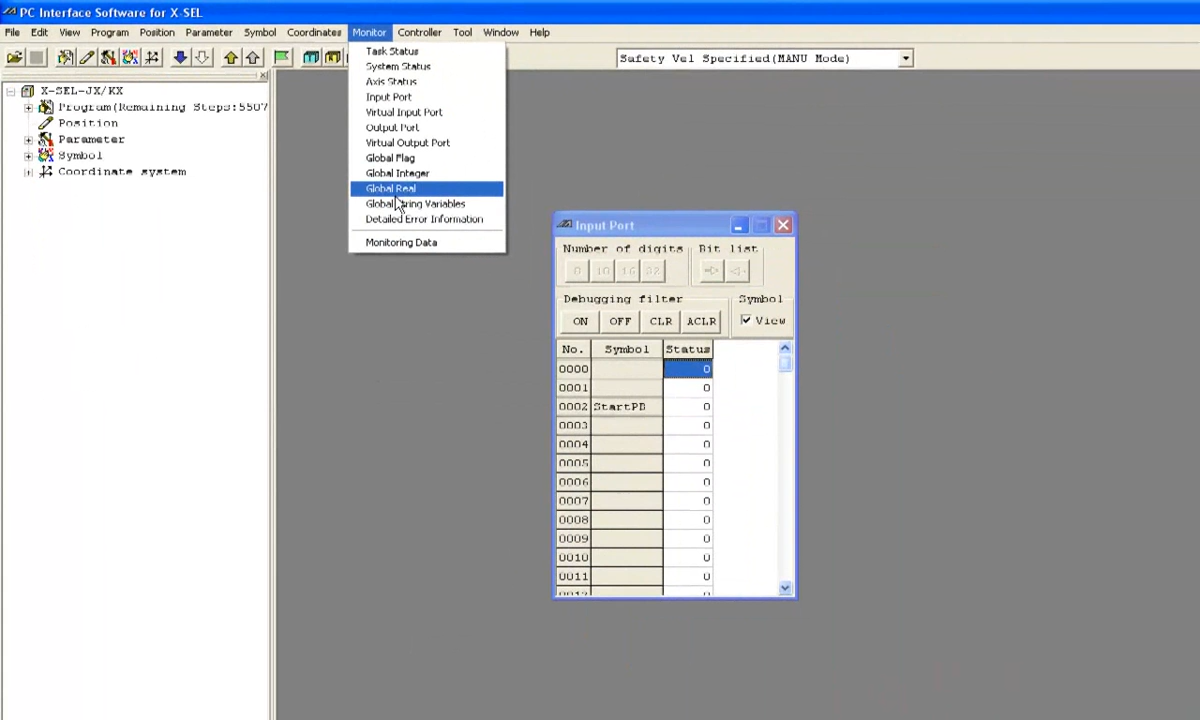 PC Interface Software for X-SEL
File Edit View Program Position Parameter Symbol Coordinates Monitor Controller Tool Window Help
Safety Vel Specified(MANU Mode)
X-SEL-JX/KX
Program(Remaining Steps:5507
Position
Parameter
Symbol
Coordinate system
Task Status
System Status
Axis Status
Input Port
Virtual Input Port
Output Port
Virtual Output Port
Global Flag
Global Integer
Global Real
Global ring Variables
Detailed Error Information
Monitoring Data
Input Port
Number of digits Bit list
8 10 16 32
Debugging filter Symbol
ON OFF CLR ACLR View
No. Symbol Status
0000 0
0001 0
0002 StartPB 0
0003 0
0004 0
0005 0
0006 0
0007 0
0008 0
0009 0
0010 0
0011 0